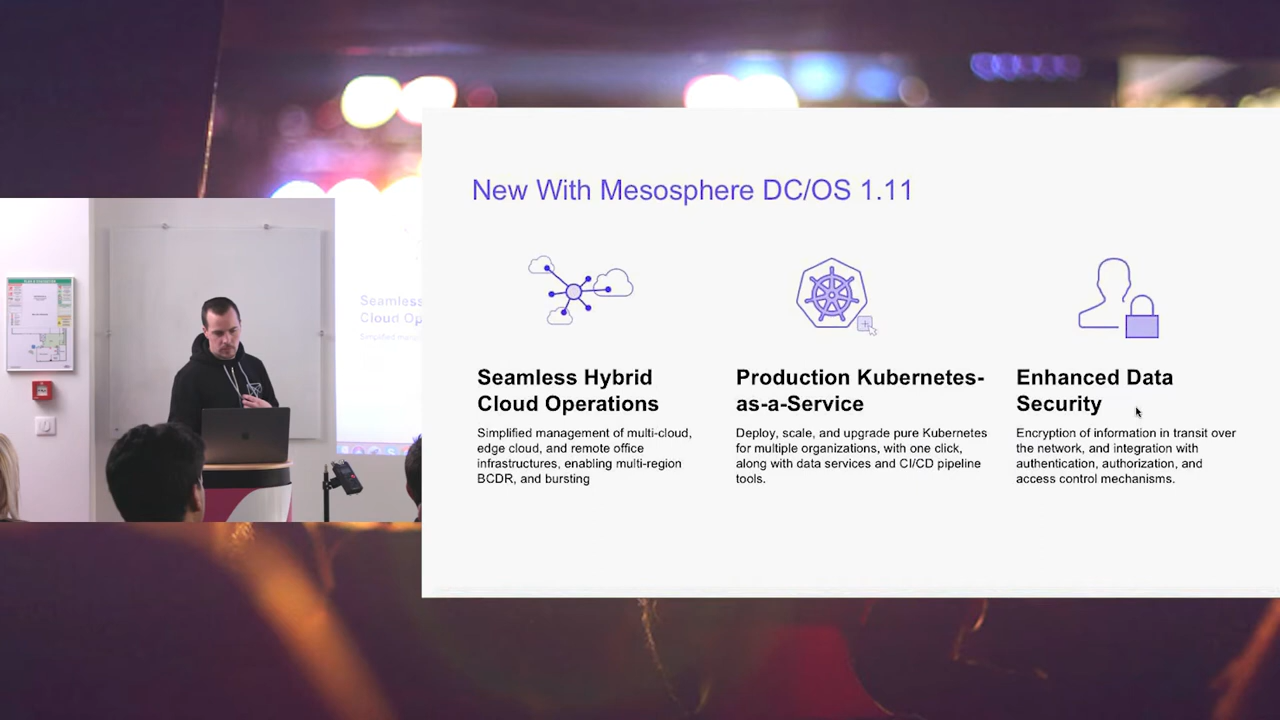 New With Mesosphere DC/OS 1.11
Seamless Hybrid
Cloud Operations
Simplified management of multi-cloud,
edge cloud, and remote office
infrastructures, enabling multi-region
BCDR, and bursting
Production Kubernetes-
as-a-Service
Deploy, scale, and upgrade pure Kubernetes
for multiple organizations, with one click,
along with data services and CI/CD pipeline
tools.
Enhanced Data
Security
Encryption of information in transit over
the network, and integration with
authentication, authorization, and
access control mechanisms.
Seamless
Cloud Op